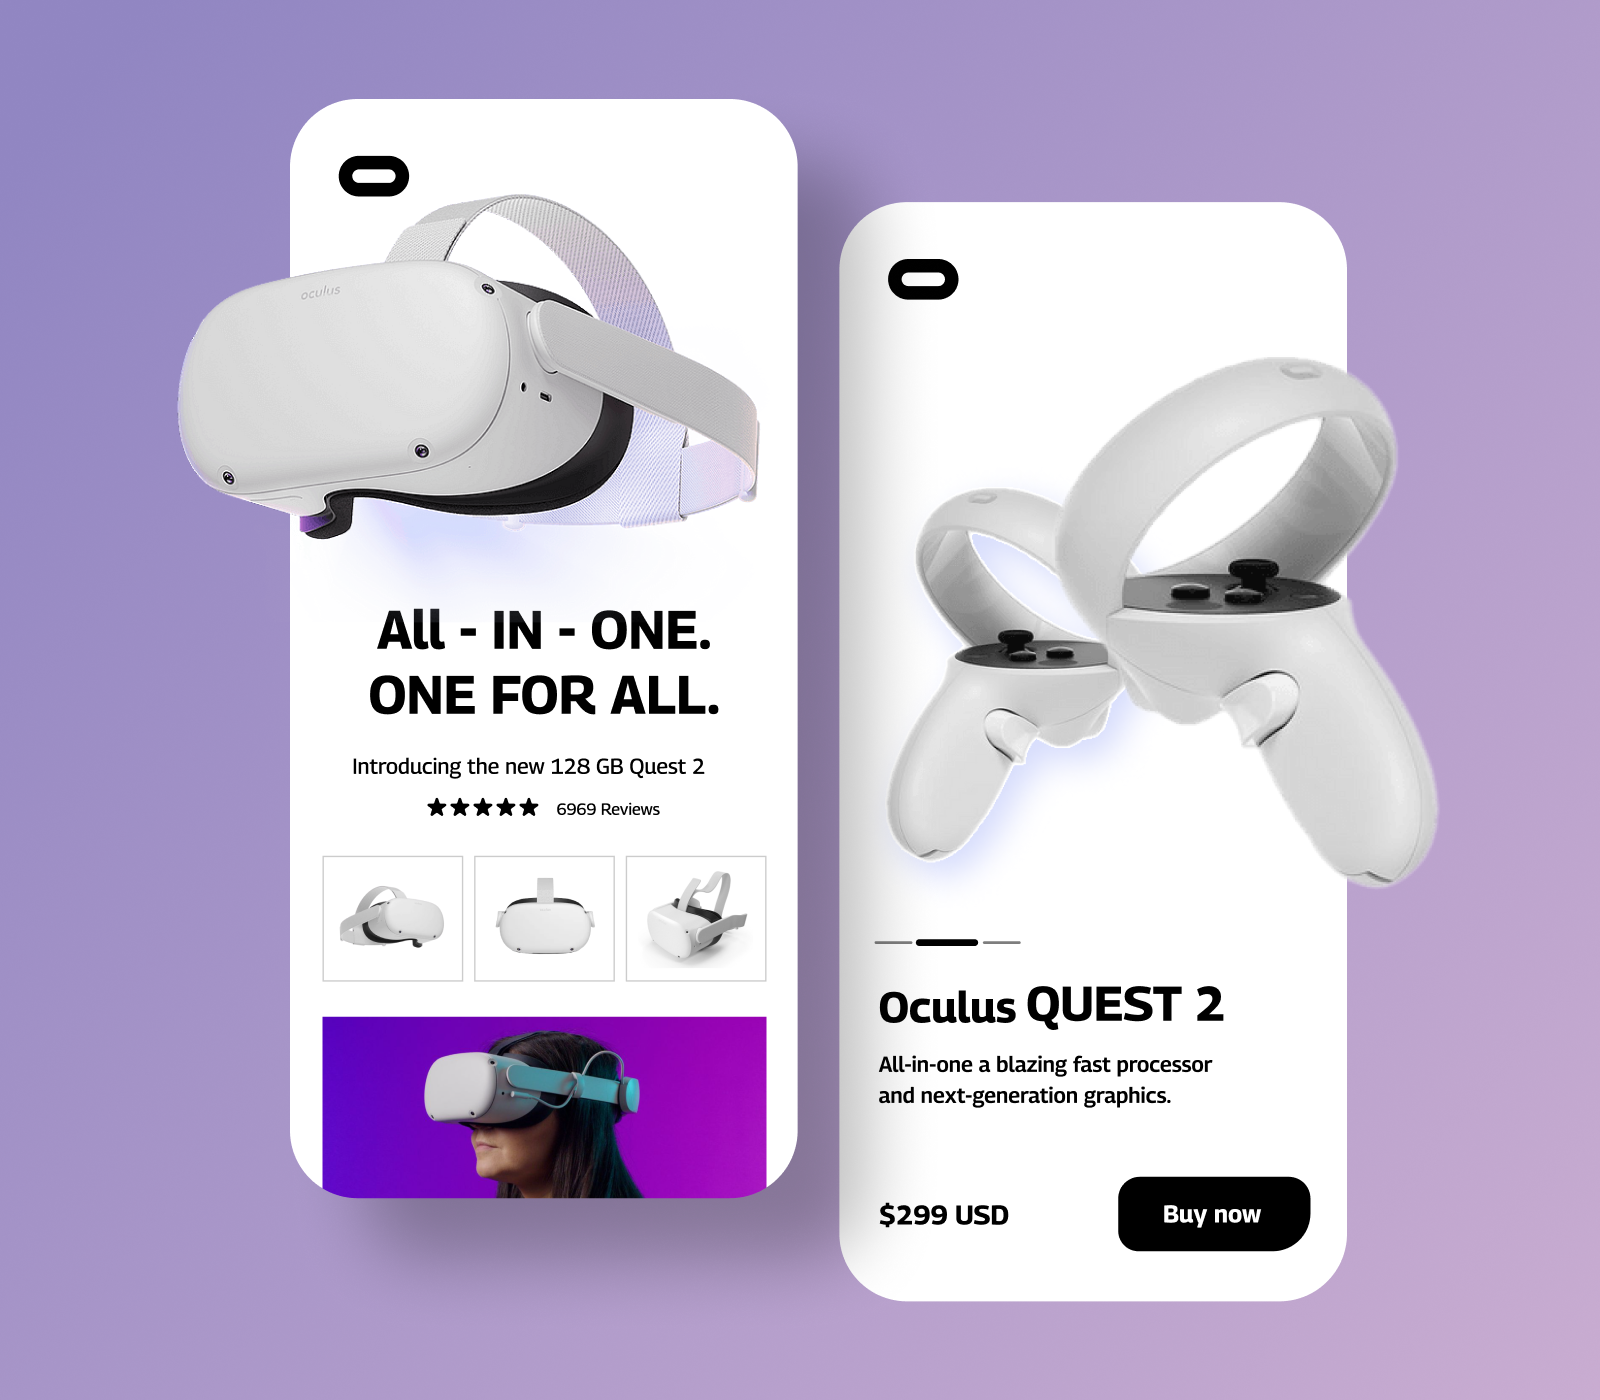 oculus
All - IN - ONE.
ONE FOR ALL.
Introducing the new 128 GB Quest 2
6969 Reviews
Oculus QUEST 2
All-in-one a blazing fast processor
and next-generation graphics.
$299 USD
Buy now